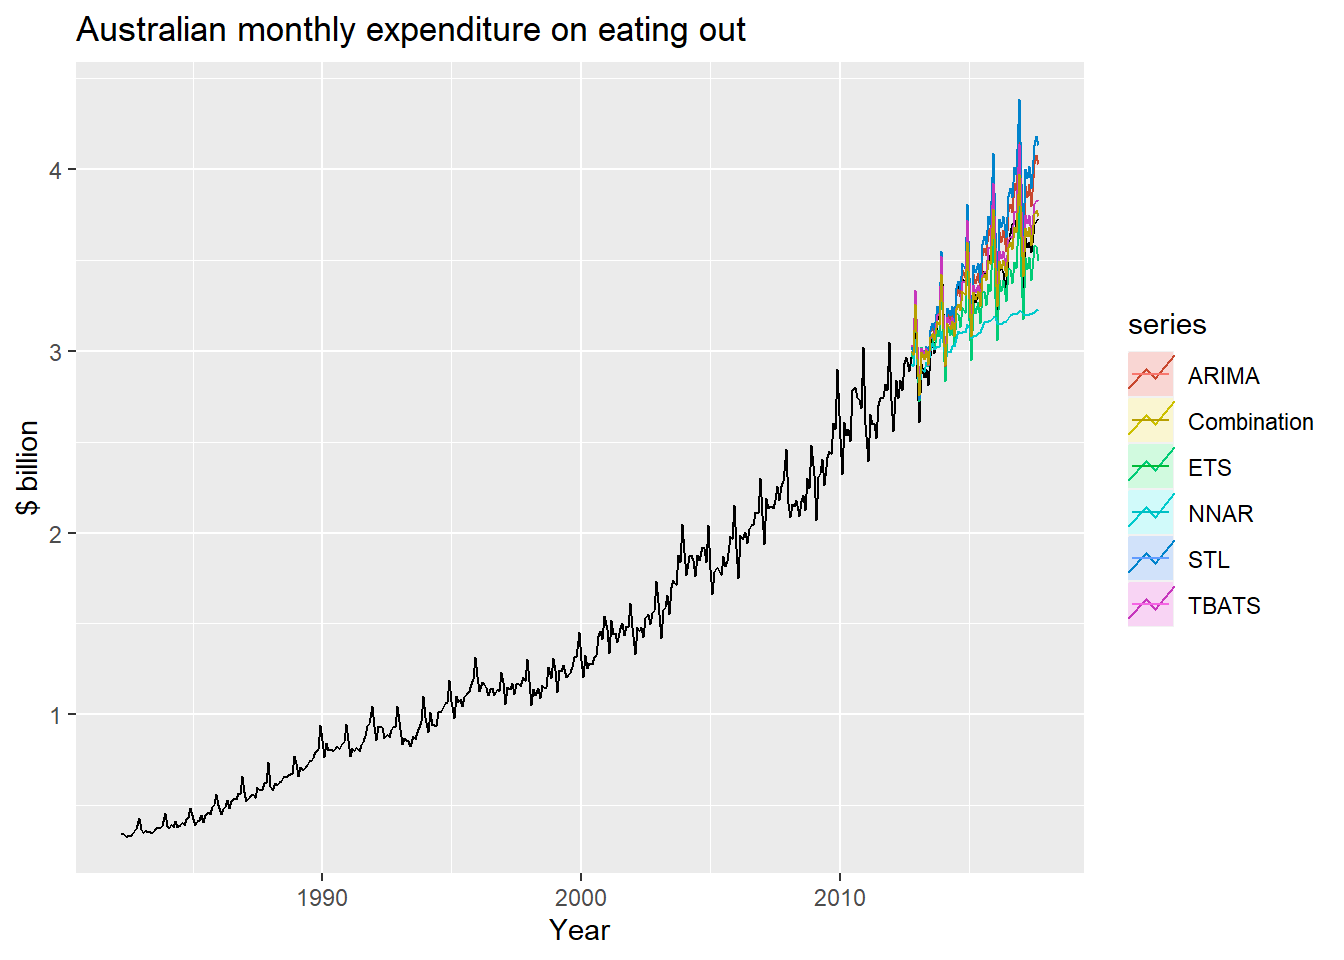 Australian monthly expenditure on eating out
4
3
2
1
$ billion
1990
2000
2010
Year
series
ARIMA
Combination
ETS
NNAR
STL
TBATS